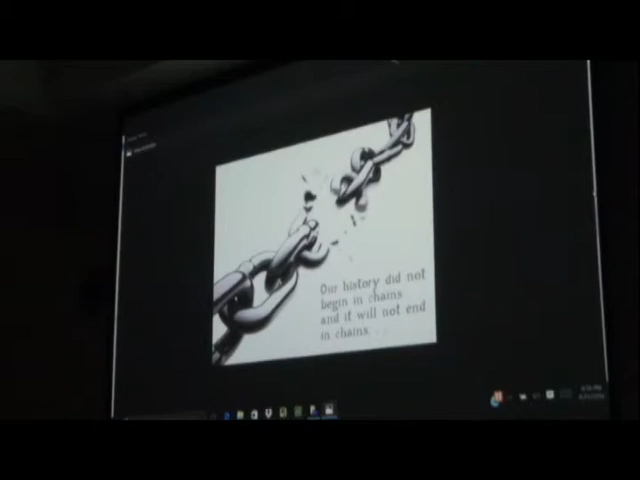 Our history did not
begin in chains
and it will not end
in chains.